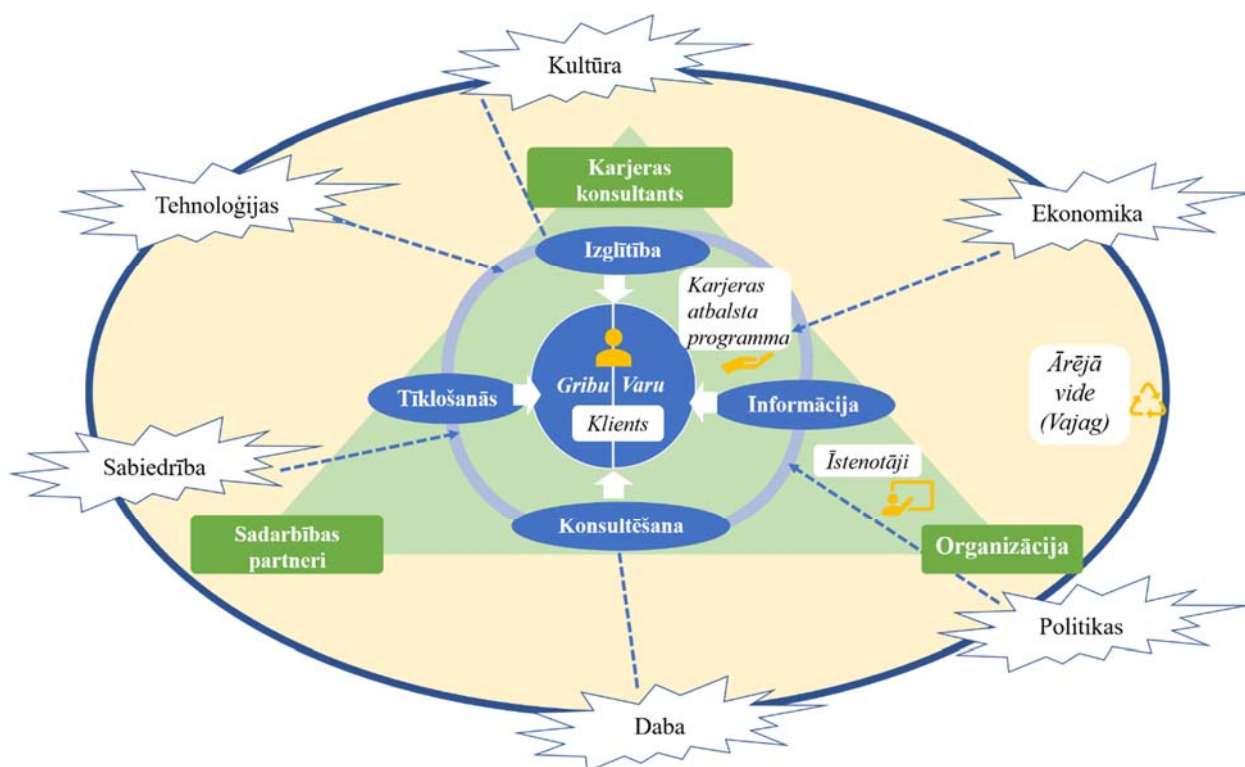 Kultūra
Karjeras
konsultants
Tehnoloģijas
Ekonomika
Izglītība
Karjeras
atbalsta
programma
Gribu Varu
Tīklošanās
Informācija
Klients
Ārējā
vide
(Vajag)
Sabiedrība
Īstenotāji
Konsultēšana
Sadarbības
partneri
Organizācija
Politikas
Daba